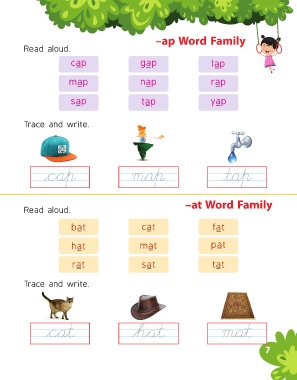 –ap Word Family
Read aloud.
cap gap lap
map nap rap
sap tap yap
Trace and write.
cap map tap
–at Word Family
Read aloud.
bat cat fat
hat mat pat
rat sat tat
Trace and write.
cat hat mat
7